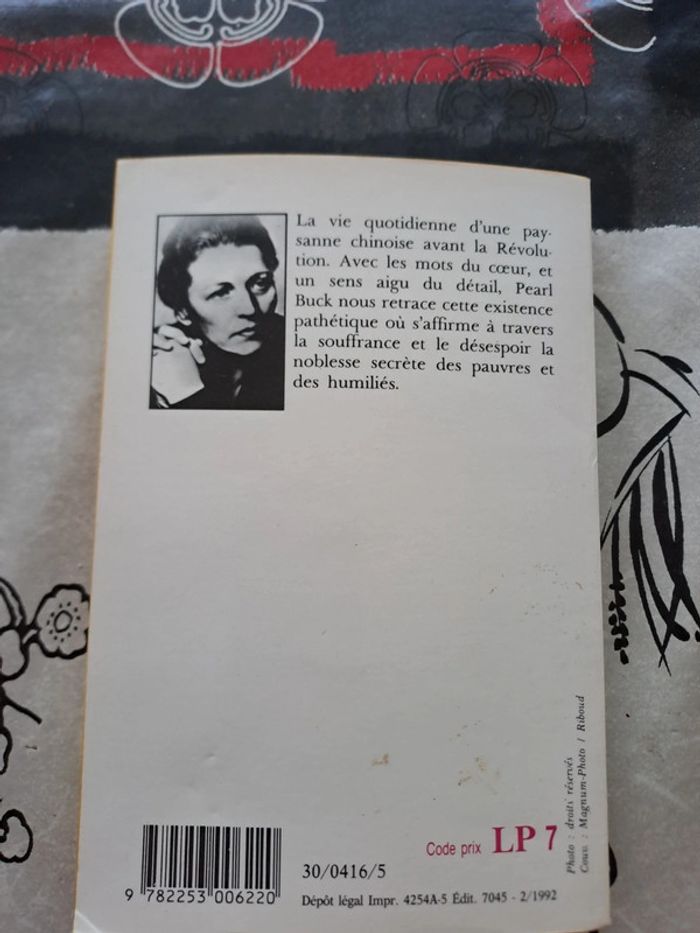 La vie quotidienne d'une pay-
sanne chinoise avant la Révolu-
tion. Avec les mots du cœur, et
un sens aigu du détail, Pearl
Buck nous retrace cette existence
pathétique où s'affirme à travers
la souffrance et le désespoir la
noblesse secrète des pauvres et
des humiliés.
Photo : droits réservés
Couv. : Magnum-Photo / Riboud
Code prix LP 7
9 782253 006220
30/0416/5
Dépôt légal Impr. 4254A-5 Édit. 7045 - 2/1992